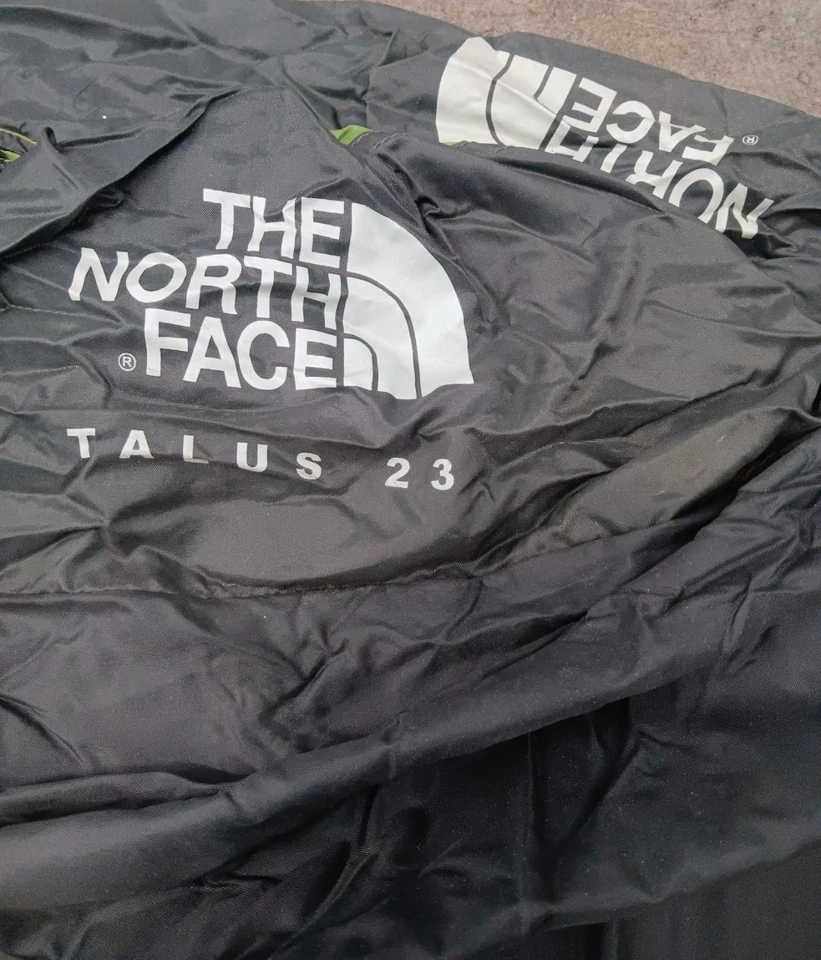 THE
NORTH
® FACE
TALUS 23
NORTH
FACE ®